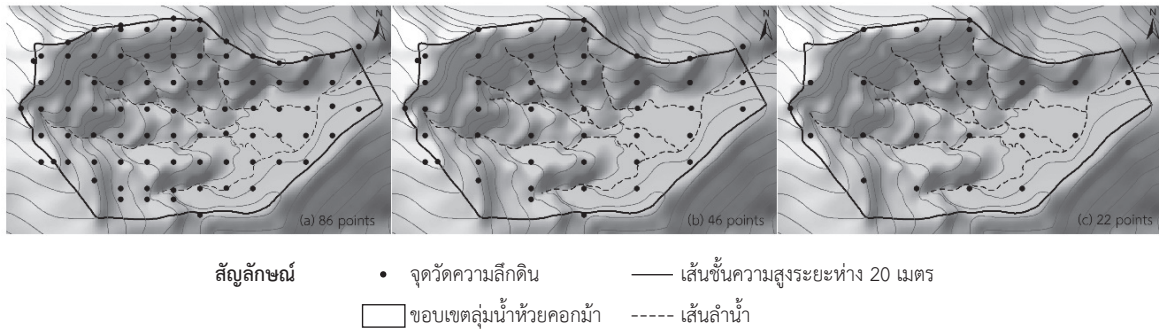 N N N
(a) 86 points (b) 46 points (c) 22 points
สัญลักษณ์ จุดวัดความลึกดิน เส้นชั้นความสูงระยะห่าง 20 เมตร
ขอบเขตลุ่มน้ำห้วยคอกม้า เส้นลำน้ำ